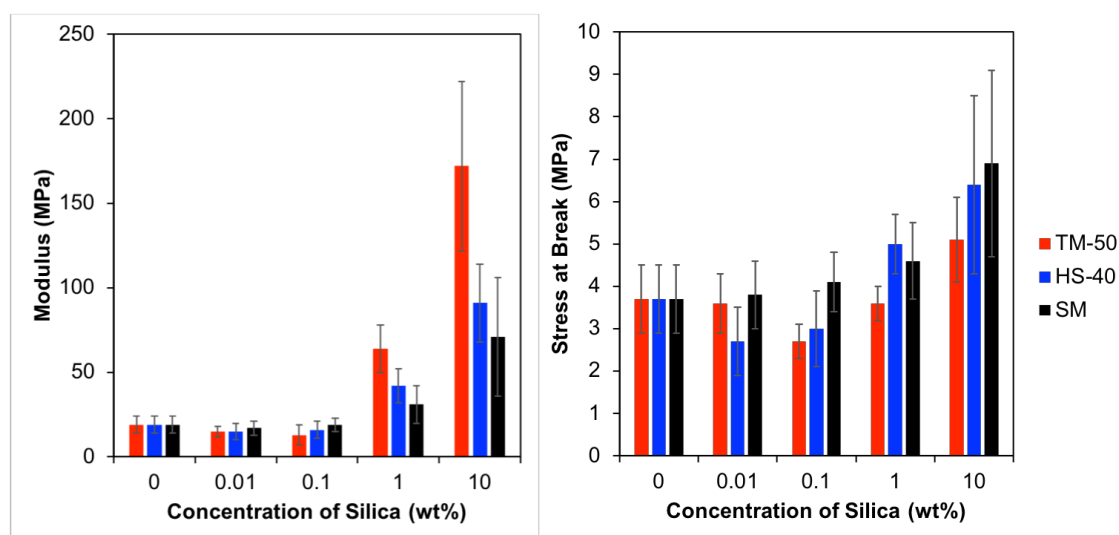 250
200
150
100
50
0
Modulus (MPa)
0 0.01 0.1 1 10
Concentration of Silica (wt%)
10
9
8
7
6
5
4
3
2
1
0
Stress at Break (MPa)
0 0.01 0.1 1 10
Concentration of Silica (wt%)
TM-50
HS-40
SM